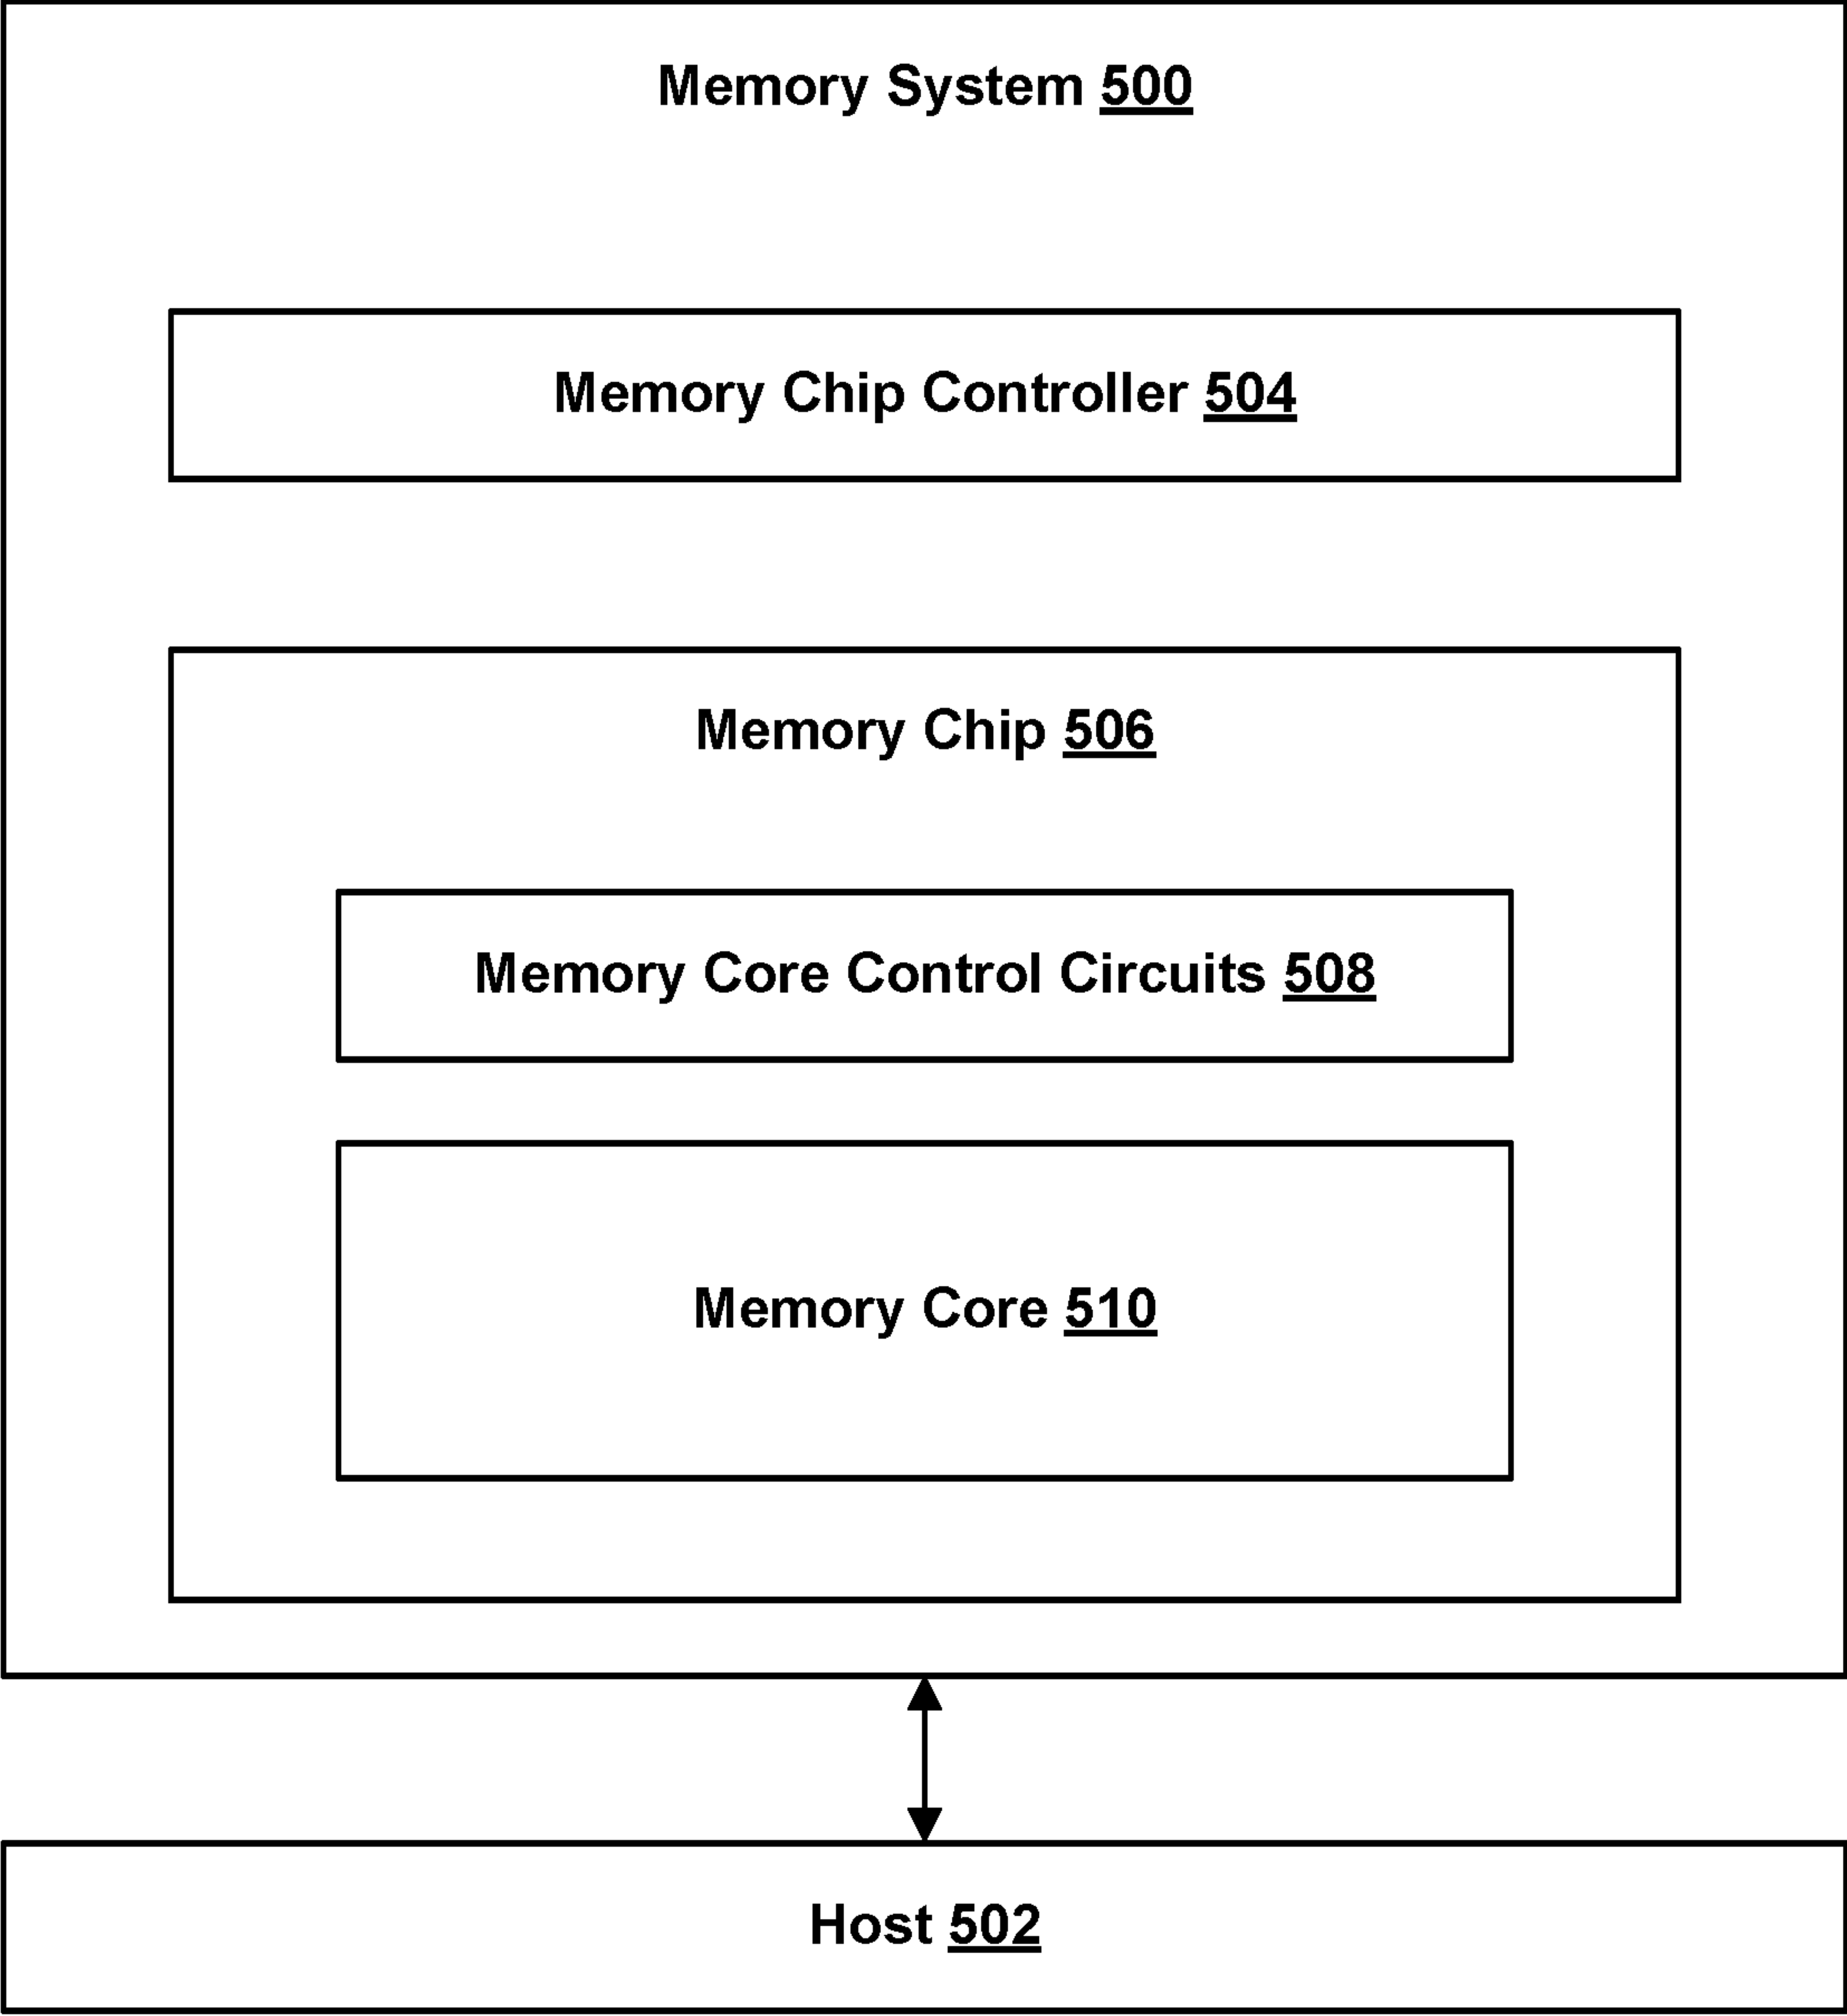 Memory System 500
Memory Chip Controller 504
Memory Chip 506
Memory Core Control Circuits 508
Memory Core 510
Host 502